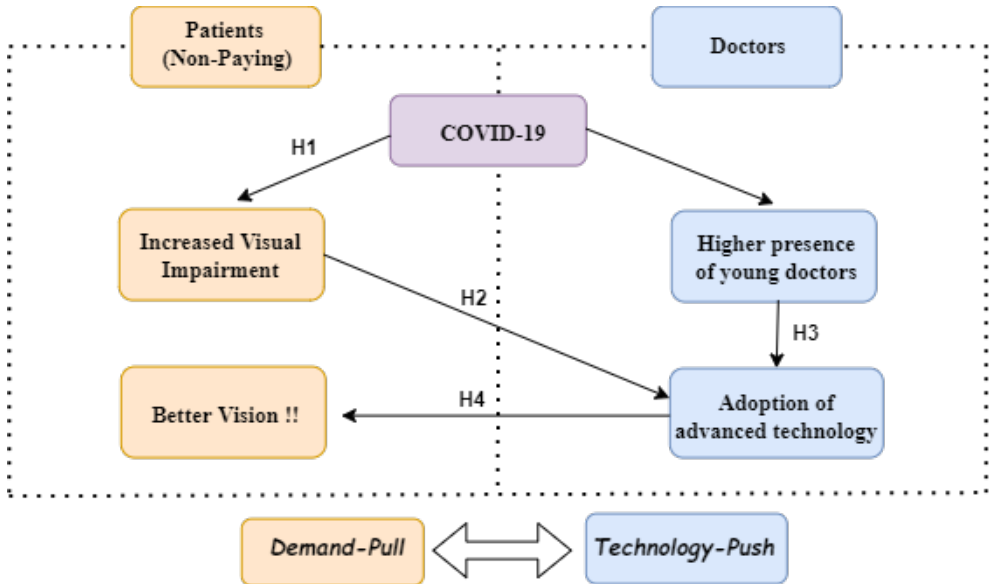 Patients
(Non-Paying)
Doctors
COVID-19
H1
Increased Visual
Impairment
Higher presence
of young doctors
H2
H3
Better Vision !!
H4
Adoption of
advanced technology
Demand-Pull
Technology-Push